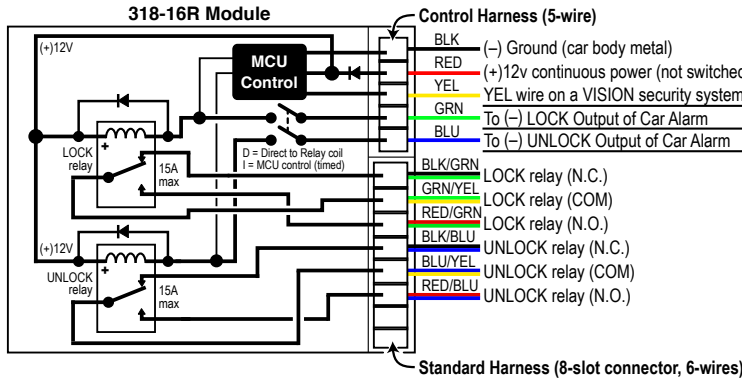 318-16R Module
Control Harness (5-wire)
(+)12V
MCU
Control
BLK
(–) Ground (car body metal)
RED
(+)12v continuous power (not switched
YEL
YEL wire on a VISION security system
GRN
To (–) LOCK Output of Car Alarm
BLU
To (–) UNLOCK Output of Car Alarm
+
LOCK
relay
15A
max
D = Direct to Relay coil
I = MCU control (timed)
BLK/GRN
LOCK relay (N.C.)
GRN/YEL
LOCK relay (COM)
RED/GRN
LOCK relay (N.O.)
BLK/BLU
UNLOCK relay (N.C.)
BLU/YEL
UNLOCK relay (COM)
RED/BLU
UNLOCK relay (N.O.)
(+)12V
+
UNLOCK
relay
15A
max
Standard Harness (8-slot connector, 6-wires)